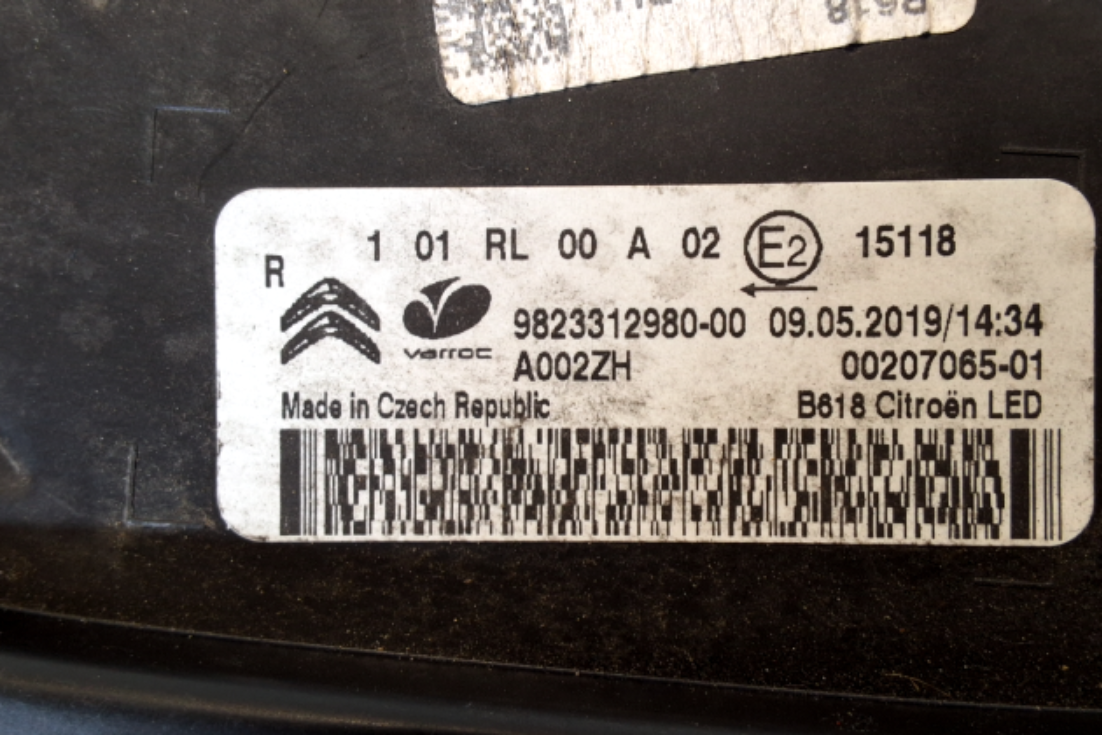 B618
R 1 01 RL 00 A 02 E2 15118
varroc
9823312980-00 09.05.2019/14:34
A002ZH 00207065-01
Made in Czech Republic B618 Citroën LED